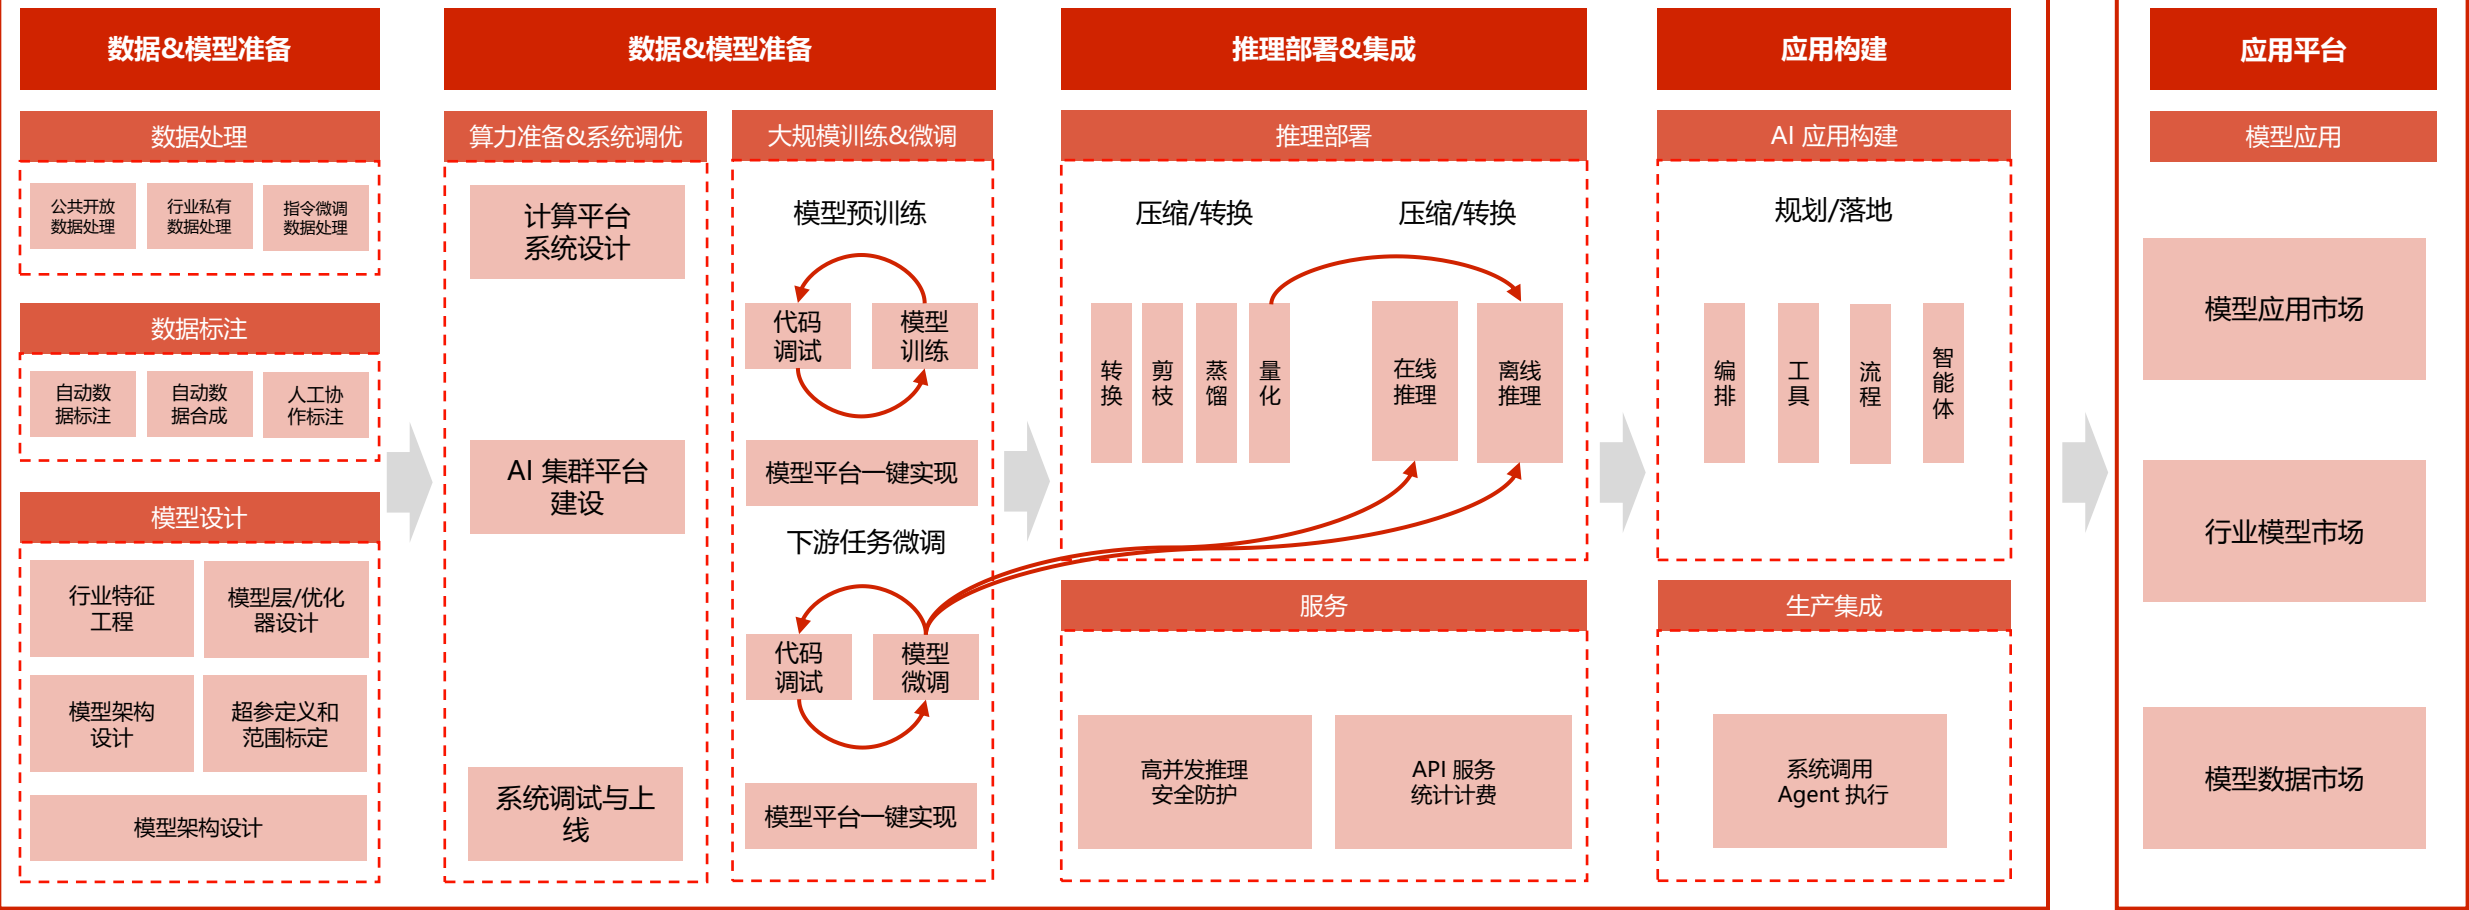 数据&模型准备
数据处理
公共开放
数据处理
行业私有
数据处理
指令微调
数据处理
数据标注
自动数
据标注
自动数
据合成
人工协
作标注
模型设计
行业特征
工程
模型层/优化
器设计
模型架构
设计
超参定义和
范围标定
模型架构设计
数据&模型准备
算力准备&系统调优
计算平台
系统设计
AI 集群平台
建设
系统调试与上
线
大规模训练&微调
模型预训练
代码
调试
模型
训练
模型平台一键实现
下游任务微调
代码
调试
模型
微调
模型平台一键实现
推理部署&集成
推理部署
压缩/转换
压缩/转换
转
换
剪
枝
蒸
馏
量
化
在线
推理
离线
推理
服务
高并发推理
安全防护
API 服务
统计计费
应用构建
AI 应用构建
规划/落地
编
排
工
具
流
程
智
能
体
生产集成
系统调用
Agent 执行
应用平台
模型应用
模型应用市场
行业模型市场
模型数据市场